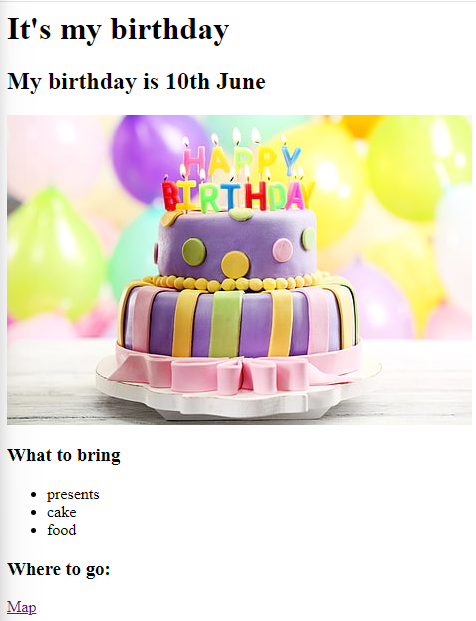 It's my birthday
My birthday is 10th June
HAPPY
BIRTHDAY
What to bring
presents
cake
food
Where to go:
Map